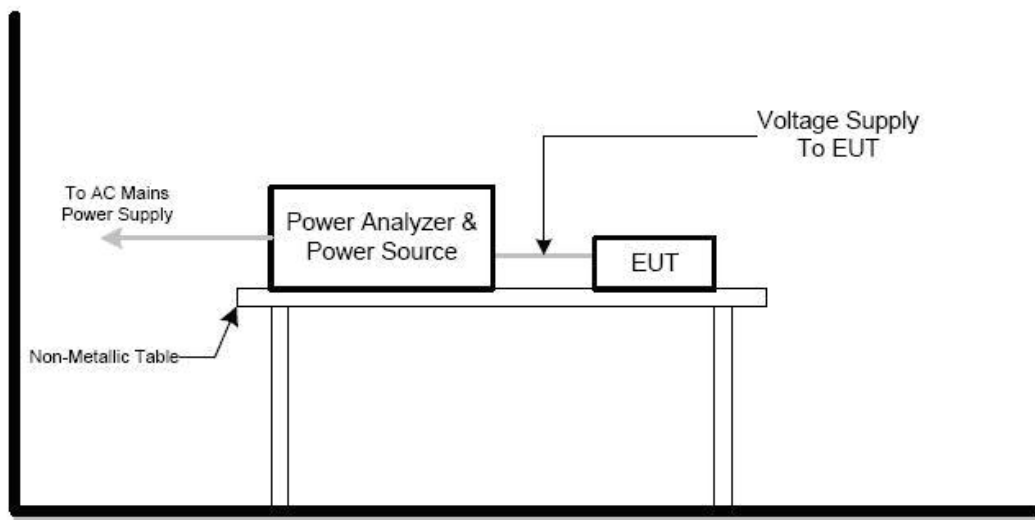 Voltage Supply
To EUT
To AC Mains
Power Supply
Power Analyzer &
Power Source
EUT
Non-Metallic Table